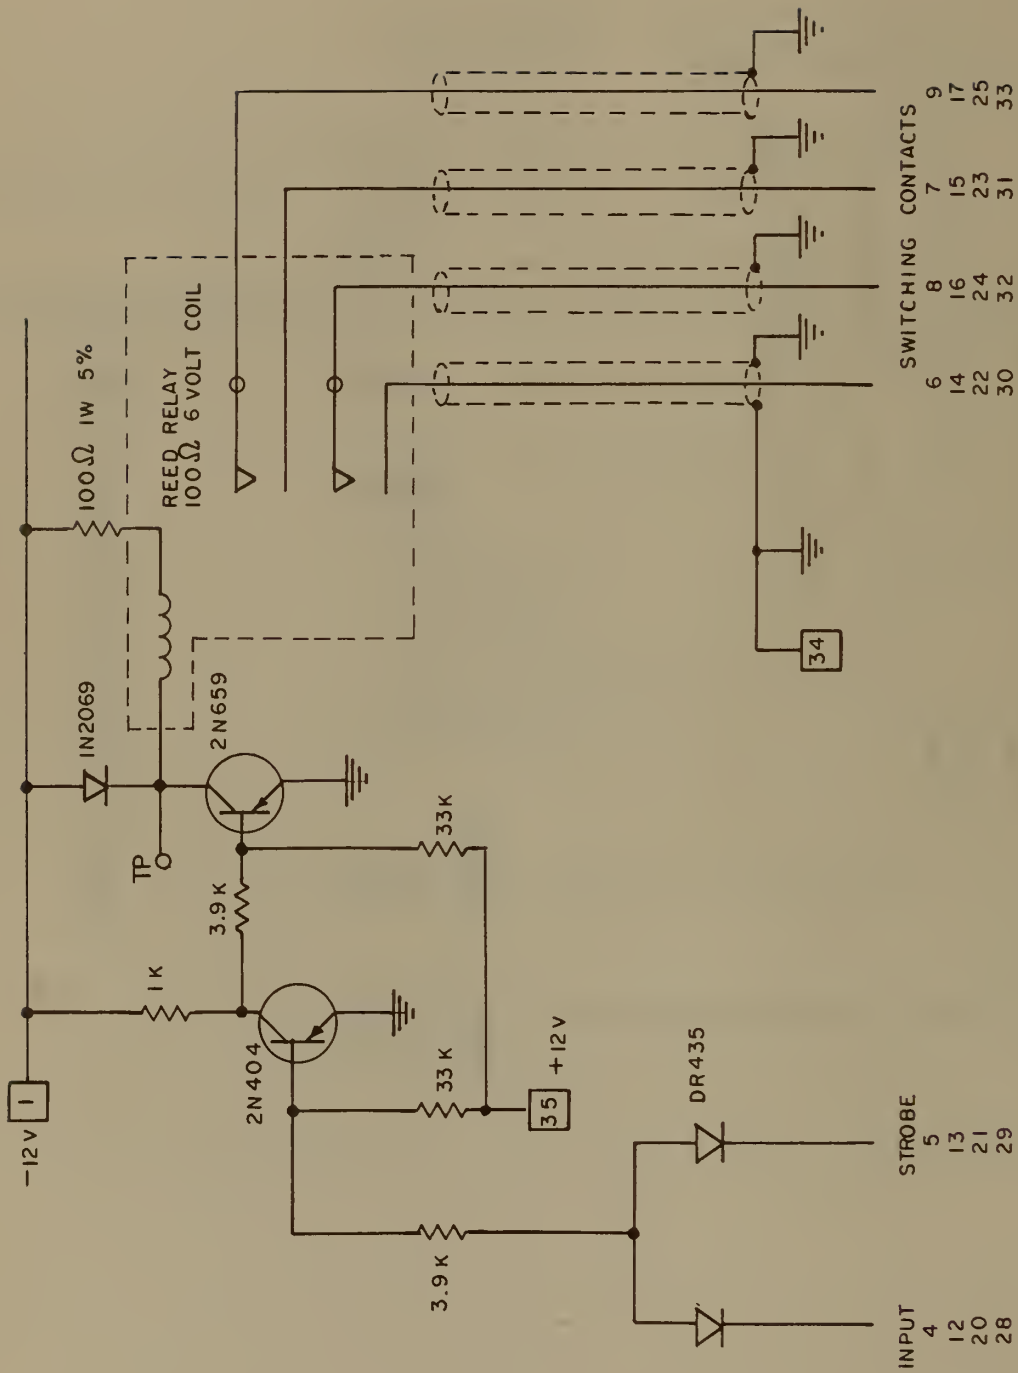 -12V
1
1K
2N404
3.9K
TP
1N2069
2N659
100Ω 1W 5%
REED RELAY
100Ω 6 VOLT COIL
33K
33K
35
+12V
3.9K
DR435
34
INPUT
4
12
20
28
STROBE
5
13
21
29
SWITCHING CONTACTS
6 8 7 9
14 16 15 17
22 24 23 25
30 32 31 33